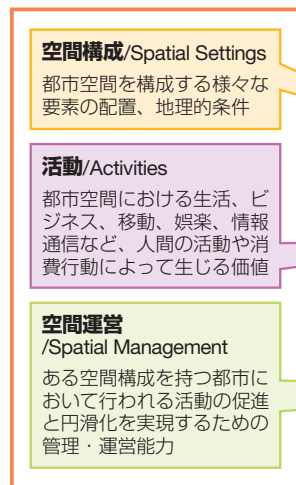 空間構成/Spatial Settings
都市空間を構成する様々な
要素の配置、地理的条件
活動/Activities
都市空間における生活、ビ
ジネス、移動、娯楽、情報
通信など、人間の活動や消
費行動によって生じる価値
空間運営
/Spatial Management
ある空間構成を持つ都市に
おいて行われる活動の促進
と円滑化を実現するための
管理・運営能力